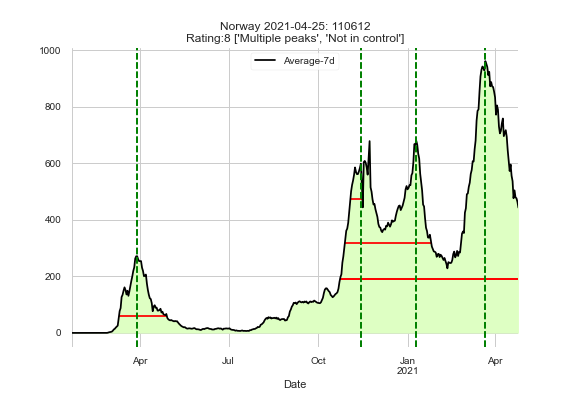 Norway 2021-04-25: 110612
Rating:8 ['Multiple peaks', 'Not in control']
Average-7d
1000
800
600
400
200
0
Apr
Jul
Oct
Jan
2021
Apr
Date